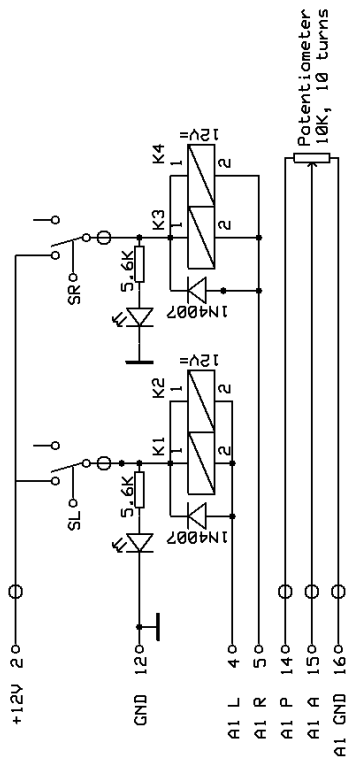 +12V 2
GND 12
A1 L 4
A1 R 5
A1 P 14
A1 A 15
A1 GND 16
SL
5.6K
1N4007
K1
1
2
K2
1
2
12V=
SR
5.6K
1N4007
K3
1
2
K4
1
2
12V=
Potentiometer
10K, 10 turns